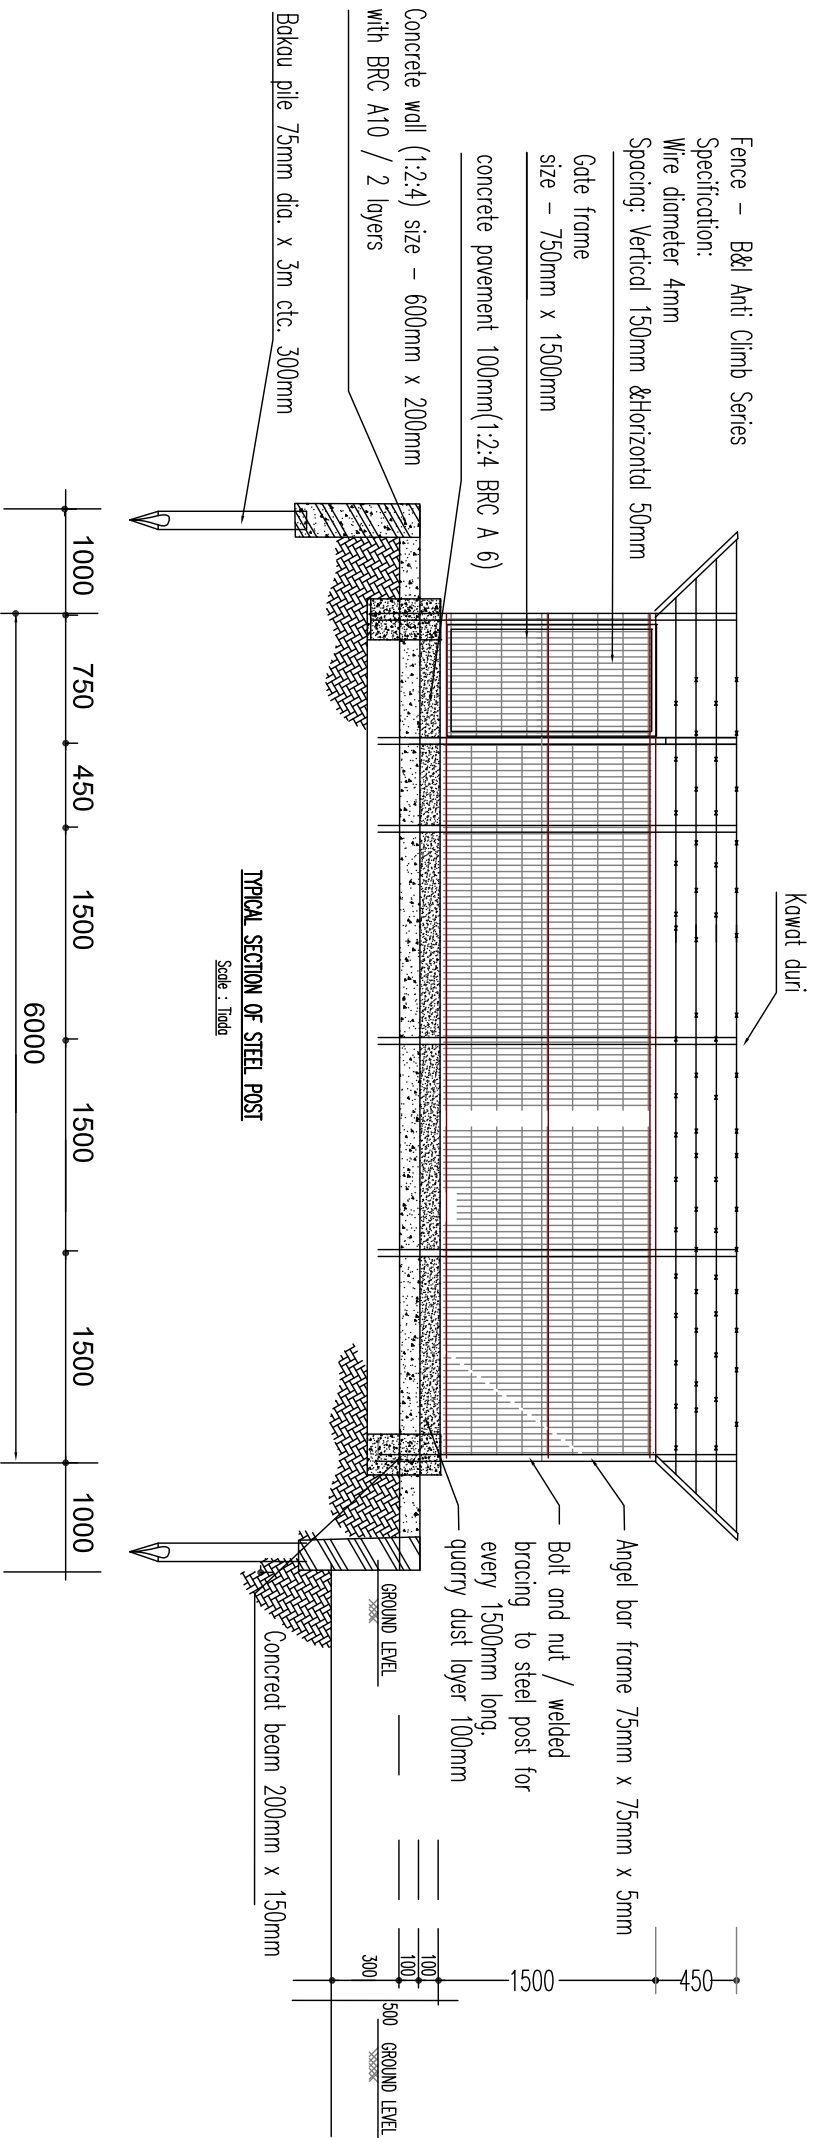 Kawat duri
Fence - B&I Anti Climb Series
Specification:
Wire diameter 4mm
Spacing: Vertical 150mm &Horizontal 50mm
Gate frame
size - 750mm x 1500mm
concrete pavement 100mm(1:2:4 BRC A 6)
Concrete wall (1:2:4) size - 600mm x 200mm
with BRC A10 / 2 layers
Bakau pile 75mm dia. x 3m ctc. 300mm
Angel bar frame 75mm x 75mm x 5mm
Bolt and nut / welded
bracing to steel post for
every 1500mm long.
quarry dust layer 100mm
GROUND LEVEL
Concreat beam 200mm x 150mm
450
1500
100
100
300
500
GROUND LEVEL
TYPICAL SECTION OF STEEL POST
Scale : Tiada
1000
750
450
1500
1500
1500
1000
6000